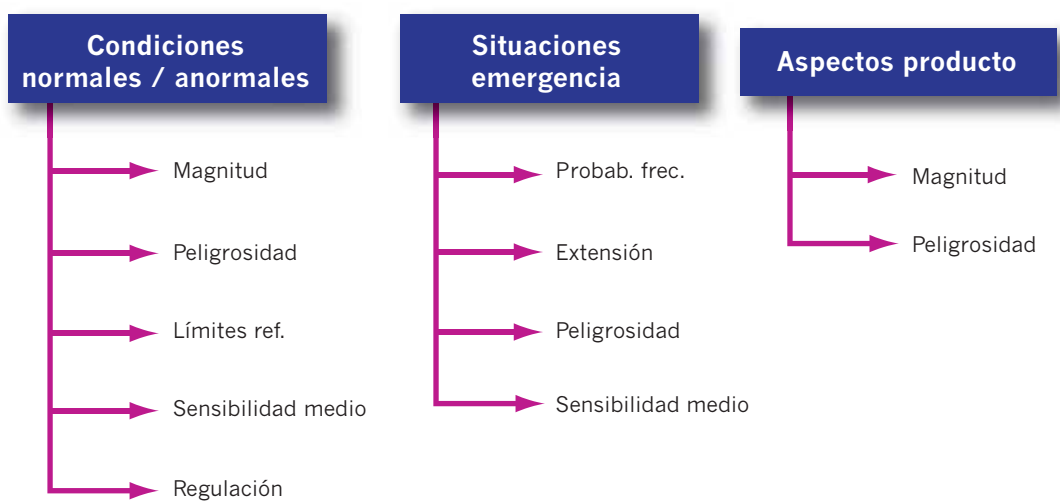 Condiciones
normales / anormales
Magnitud
Peligrosidad
Límites ref.
Sensibilidad medio
Regulación
Situaciones
emergencia
Probab. frec.
Extensión
Peligrosidad
Sensibilidad medio
Aspectos producto
Magnitud
Peligrosidad